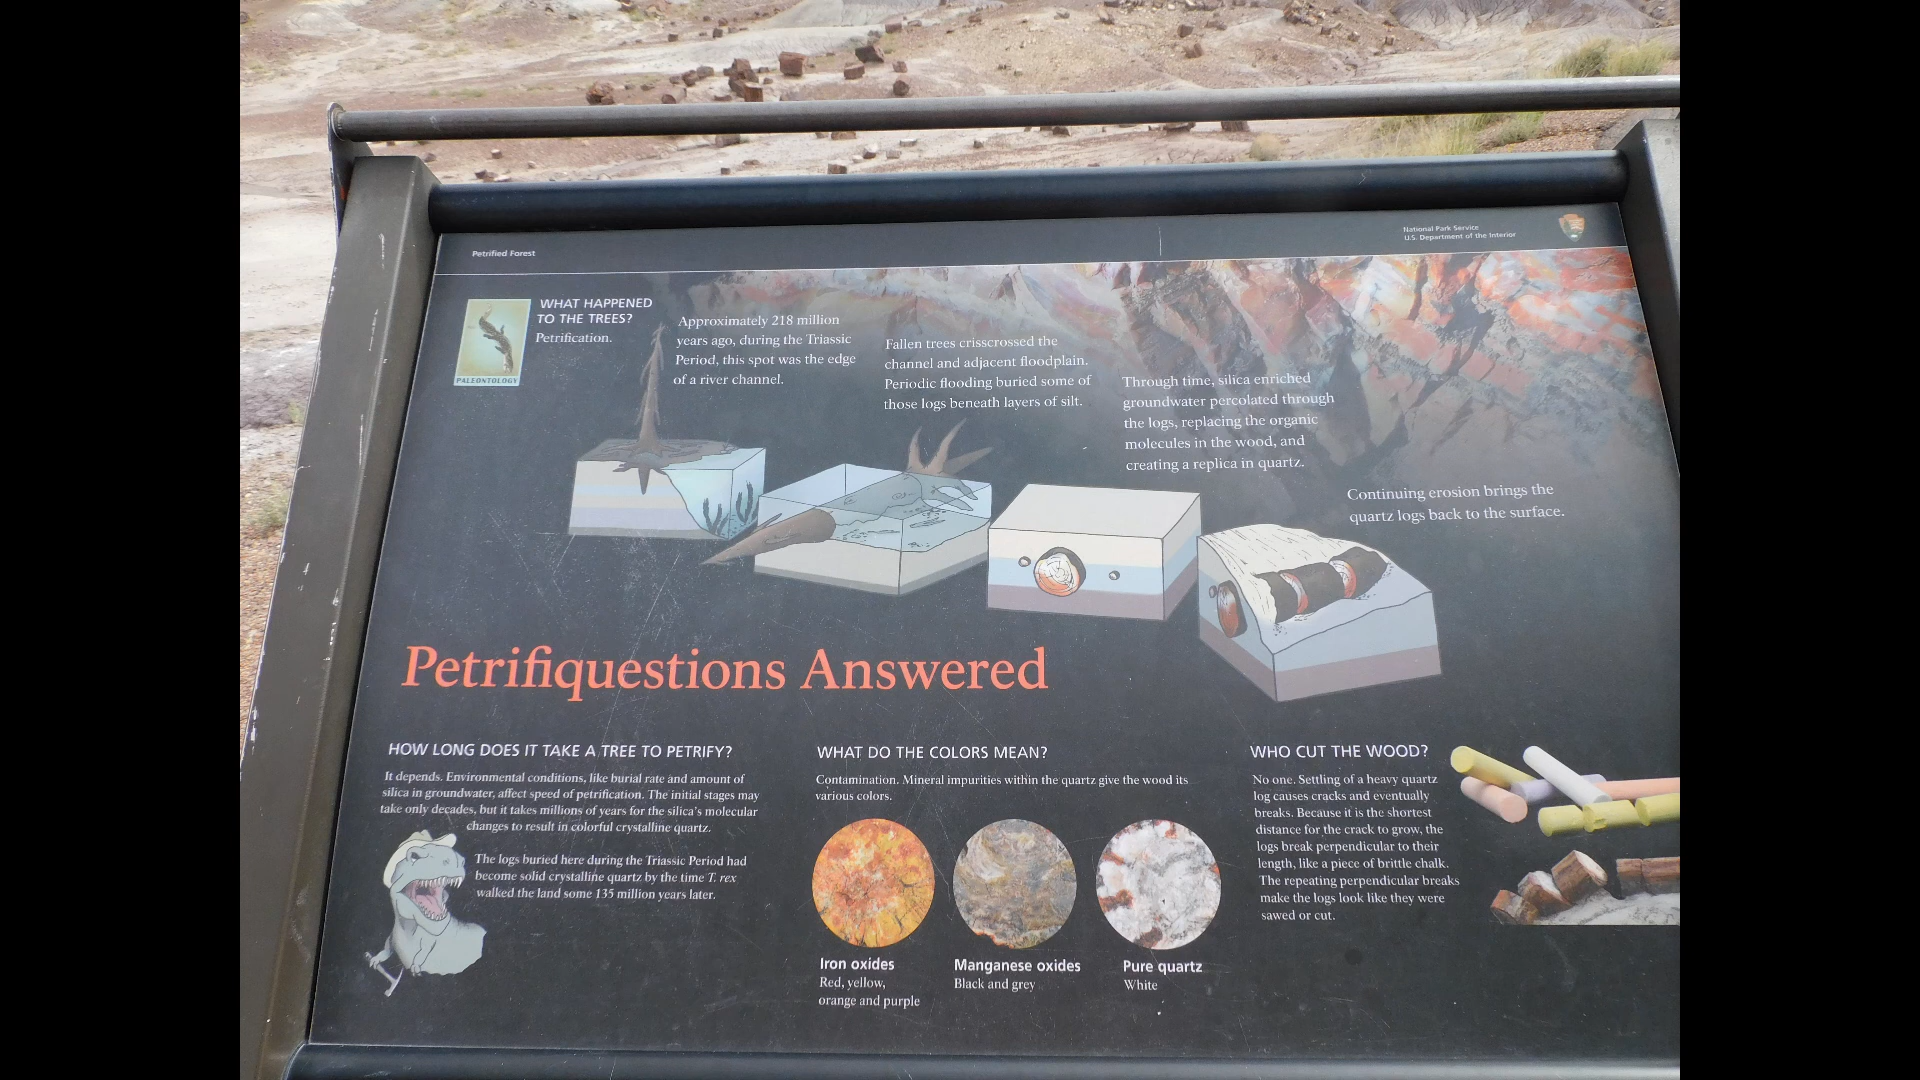 Petrified Forest
National Park Service
U.S. Department of the Interior
PALEONTOLOGY
WHAT HAPPENED
TO THE TREES?
Petrification.
Approximately 218 million
years ago, during the Triassic
Period, this spot was the edge
of a river channel.
Fallen trees crisscrossed the
channel and adjacent floodplain.
Periodic flooding buried some of
those logs beneath layers of silt.
Through time, silica enriched
groundwater percolated through
the logs, replacing the organic
molecules in the wood, and
creating a replica in quartz.
Continuing erosion brings the
quartz logs back to the surface.
Petrifiquestions Answered
HOW LONG DOES IT TAKE A TREE TO PETRIFY?
It depends. Environmental conditions, like burial rate and amount of
silica in groundwater, affect speed of petrification. The initial stages may
take only decades, but it takes millions of years for the silica's molecular
changes to result in colorful crystalline quartz.
The logs buried here during the Triassic Period had
become solid crystalline quartz by the time T. rex
walked the land some 135 million years later.
WHAT DO THE COLORS MEAN?
Contamination. Mineral impurities within the quartz give the wood its
various colors.
Iron oxides
Red, yellow,
orange and purple
Manganese oxides
Black and grey
Pure quartz
White
WHO CUT THE WOOD?
No one. Settling of a heavy quartz
log causes cracks and eventually
breaks. Because it is the shortest
distance for the crack to grow, the
logs break perpendicular to their
length, like a piece of brittle chalk.
The repeating perpendicular breaks
make the logs look like they were
sawed or cut.